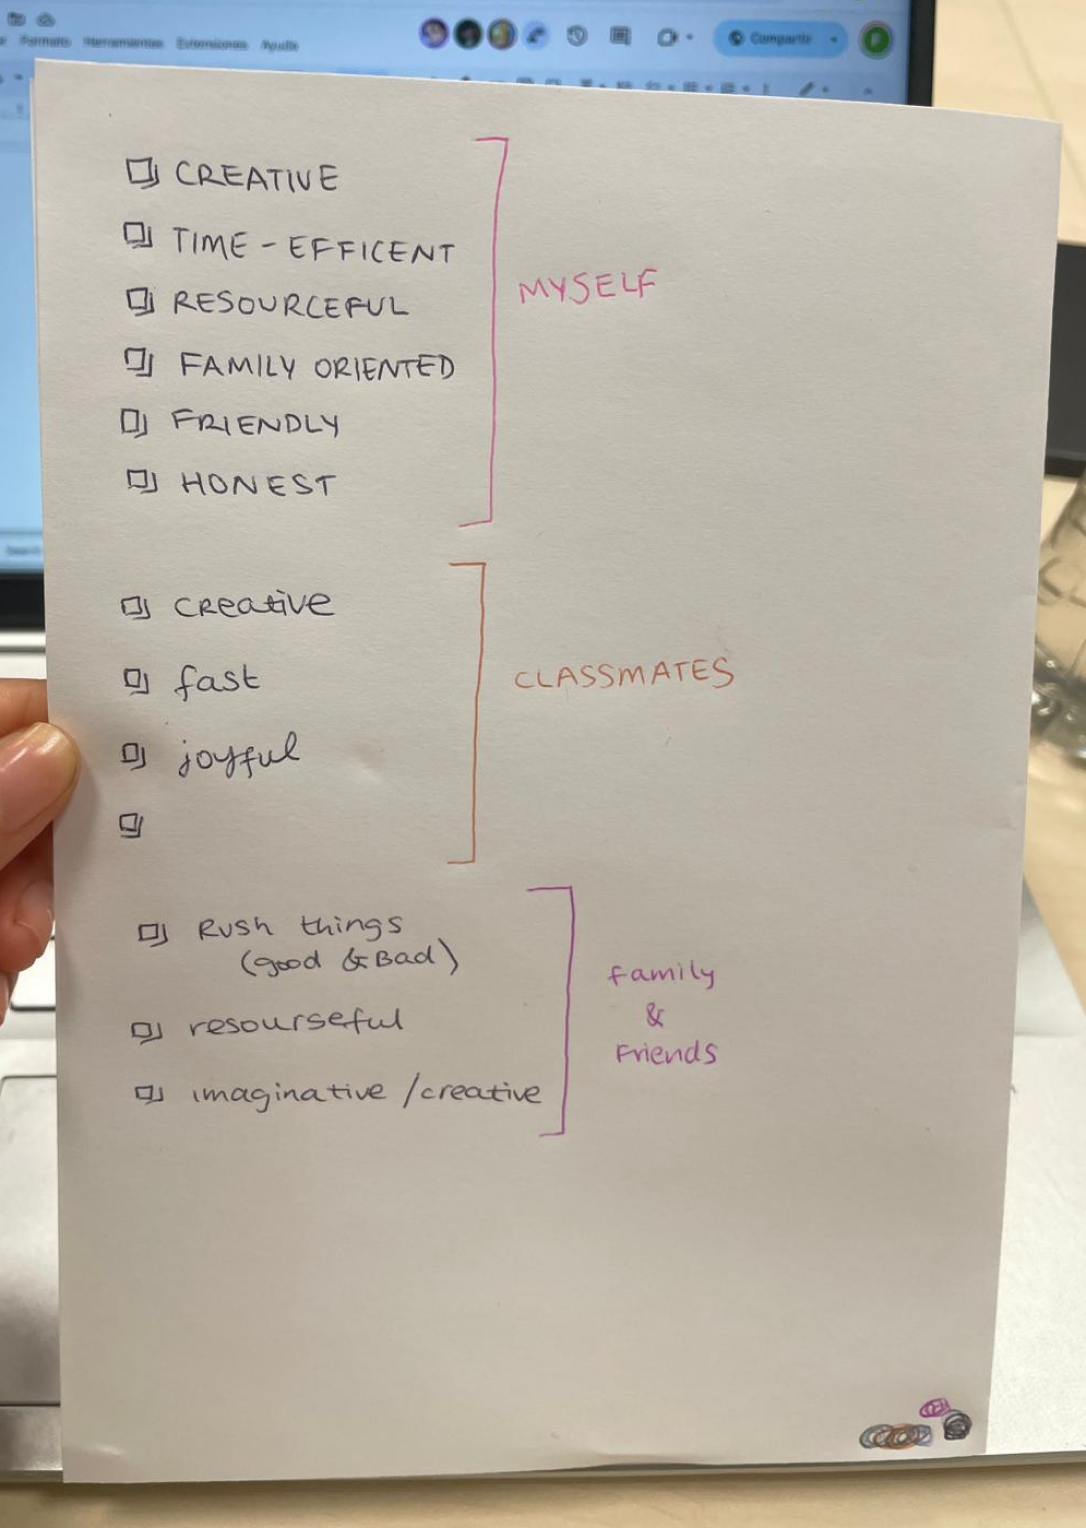 Formato Herramientas Extensiones Ayuda
Compartir
CREATIVE
TIME - EFFICENT
RESOURCEFUL
FAMILY ORIENTED
FRIENDLY
HONEST
MYSELF
creative
fast
joyful
CLASSMATES
Rush things
(good & Bad)
resourseful
imaginative / creative
family
&
Friends